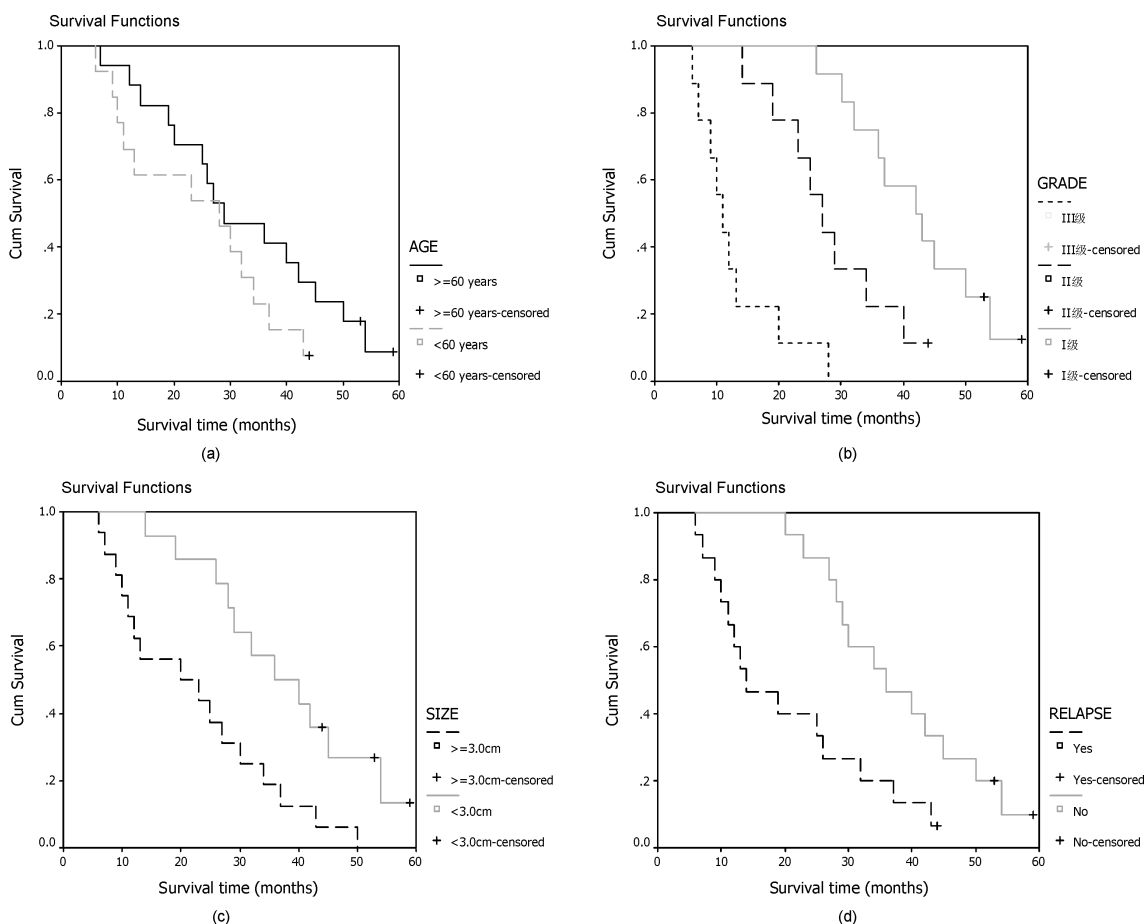 Survival Functions
1.0
.8
.6
.4
.2
0.0
Cum Survival
0 10 20 30 40 50 60
Survival time (months)
AGE
>=60 years
>=60 years-censored
<60 years
<60 years-censored
(a)
Survival Functions
1.0
.8
.6
.4
.2
0.0
Cum Survival
0 10 20 30 40 50 60
Survival time (months)
GRADE
III级
III级-censored
II级
II级-censored
I级
I级-censored
(b)
Survival Functions
1.0
.8
.6
.4
.2
0.0
Cum Survival
0 10 20 30 40 50 60
Survival time (months)
SIZE
>=3.0cm
>=3.0cm-censored
<3.0cm
<3.0cm-censored
(c)
Survival Functions
1.0
.8
.6
.4
.2
0.0
Cum Survival
0 10 20 30 40 50 60
Survival time (months)
RELAPSE
Yes
Yes-censored
No
No-censored
(d)